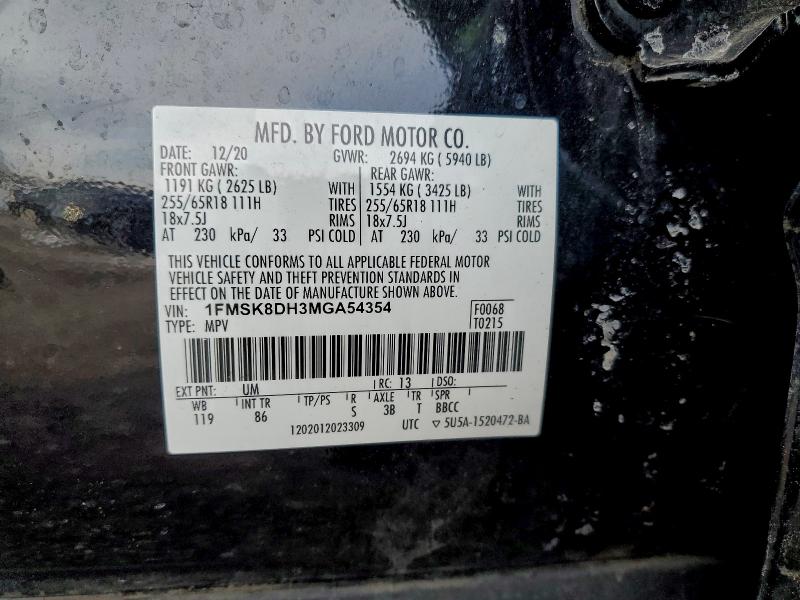 MFD. BY FORD MOTOR CO.
DATE: 12/20 GVWR: 2694 KG ( 5940 LB)
FRONT GAWR: REAR GAWR:
1191 KG ( 2625 LB) WITH 1554 KG ( 3425 LB) WITH
255/65R18 111H TIRES 255/65R18 111H TIRES
18x7.5J RIMS 18x7.5J RIMS
AT 230 kPa/ 33 PSI COLD AT 230 kPa/ 33 PSI COLD
THIS VEHICLE CONFORMS TO ALL APPLICABLE FEDERAL MOTOR
VEHICLE SAFETY AND THEFT PREVENTION STANDARDS IN
EFFECT ON THE DATE OF MANUFACTURE SHOWN ABOVE.
VIN: 1FMSK8DH3MGA54354 F0068
TYPE: MPV T0215
EXT PNT: UM RC: 13 DSO:
WB INT TR TP/PS R AXLE TR SPR
119 86 S 3B T BBCC
1202012023309 UTC ▽ 5U5A-1520472-BA